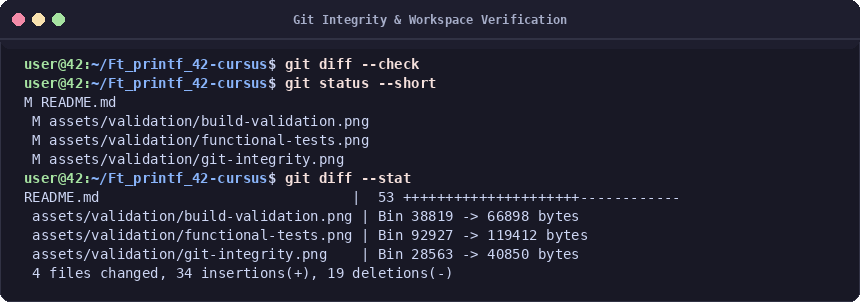 Git Integrity & Workspace Verification
user@42:~/Ft_printf_42-cursus$ git diff --check
user@42:~/Ft_printf_42-cursus$ git status --short
M README.md
 M assets/validation/build-validation.png
 M assets/validation/functional-tests.png
 M assets/validation/git-integrity.png
user@42:~/Ft_printf_42-cursus$ git diff --stat
README.md                              |  53 +++++++++++++++++++++------------
 assets/validation/build-validation.png | Bin 38819 -> 66898 bytes
 assets/validation/functional-tests.png | Bin 92927 -> 119412 bytes
 assets/validation/git-integrity.png    | Bin 28563 -> 40850 bytes
 4 files changed, 34 insertions(+), 19 deletions(-)